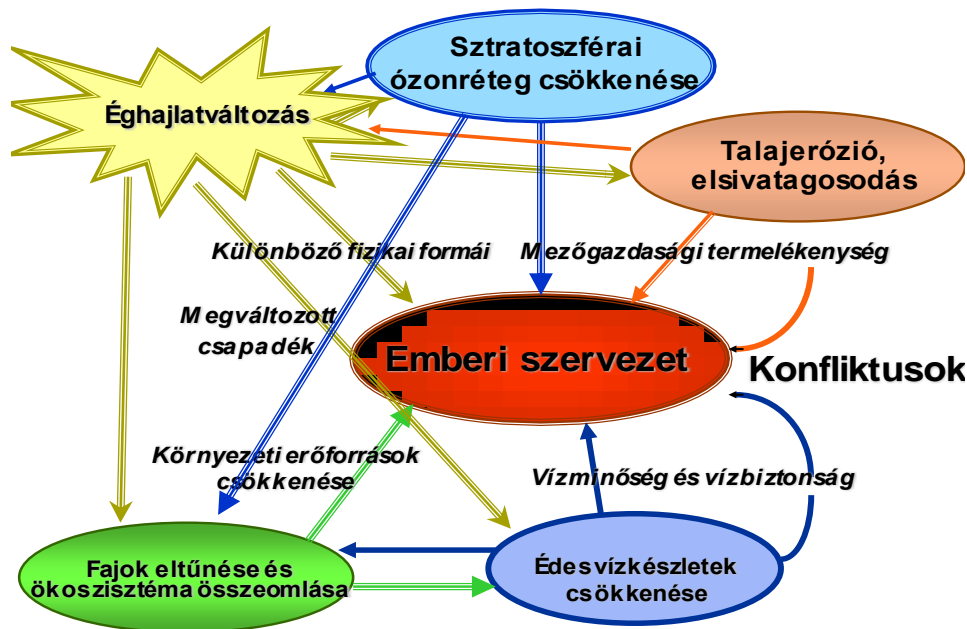 Sztratoszférai
ózonréteg csökkenése
Éghajlatváltozás
Talajerózió,
elsivatagosodás
Különböző fizikai formái
Mezőgazdasági termelékenység
Megváltozott
csapadék
Emberi szervezet
Konfliktusok
Környezeti erőforrások
csökkenése
Vízminőség és vízbiztonság
Fajok eltűnése és
ökoszisztéma összeomlása
Édesvízkészletek
csökkenése